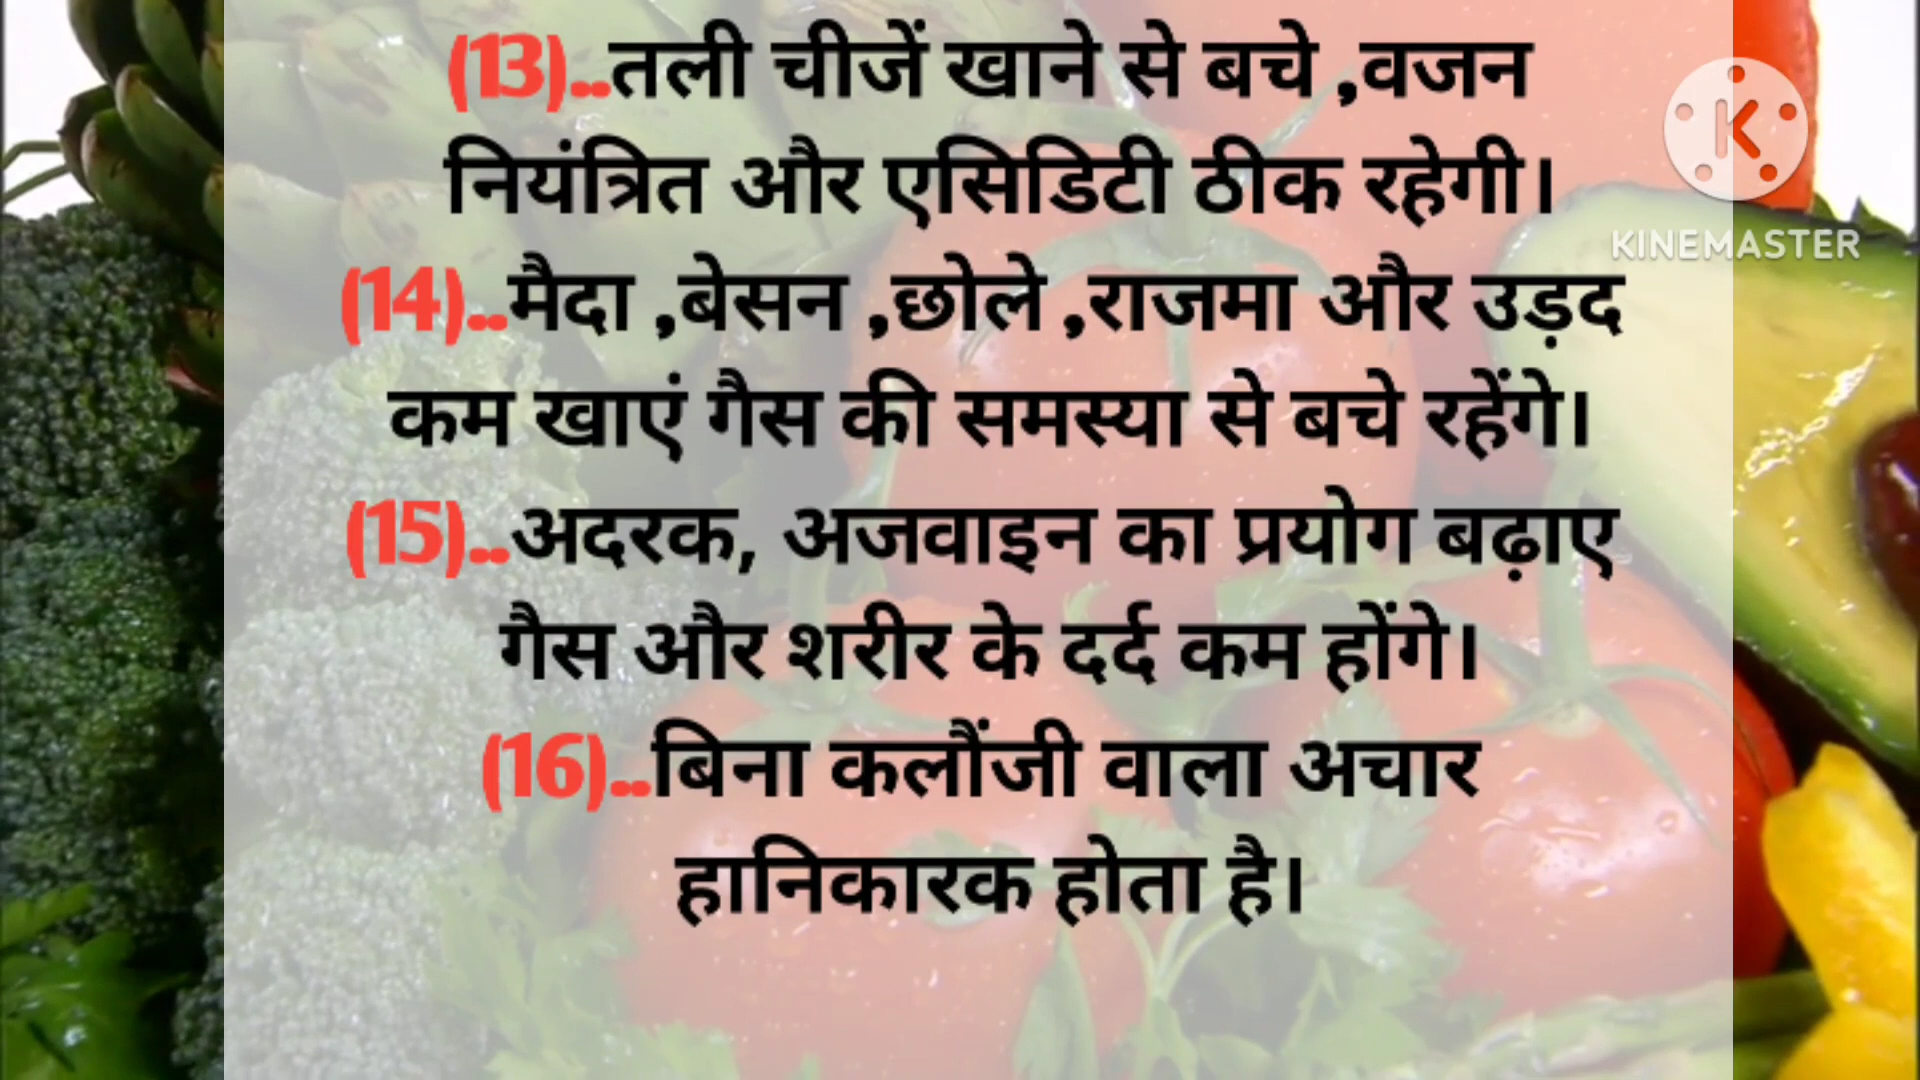 (13)..तली चीजें खाने से बचे ,वजन
नियंत्रित और एसिडिटी ठीक रहेगी।
(14)..मैदा ,बेसन ,छोले ,राजमा और उड़द
कम खाएं गैस की समस्या से बचे रहेंगे।
(15)..अदरक, अजवाइन का प्रयोग बढ़ाए
गैस और शरीर के दर्द कम होंगे।
(16)..बिना कलौंजी वाला अचार
हानिकारक होता है।
K
KINEMASTER